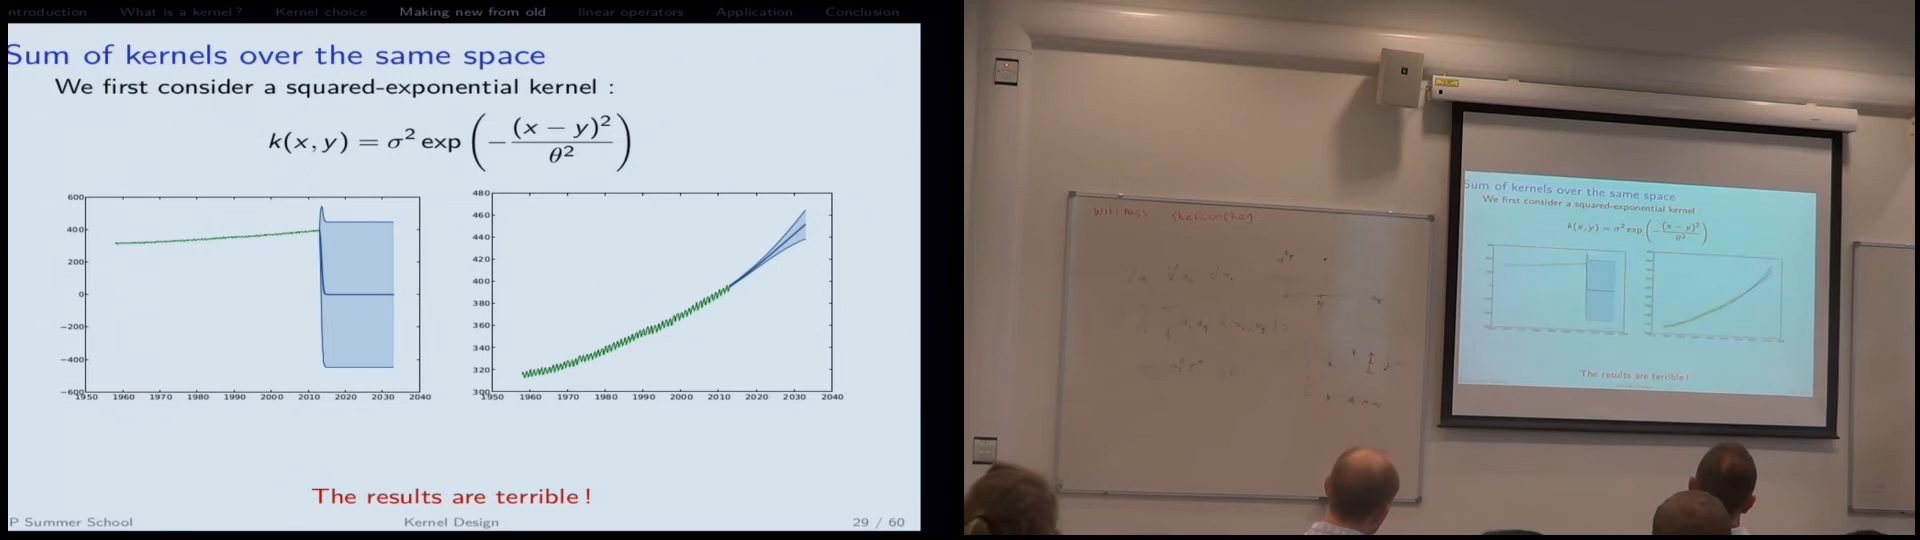 ntroduction What is a kernel? Kernel choice Making new from old linear operators Application Conclusion
Sum of kernels over the same space
We first consider a squared-exponential kernel :
k(x, y) = σ² exp ( − (x − y)² / θ² )
600
400
200
0
−200
−400
−600
1950 1960 1970 1980 1990 2000 2010 2020 2030 2040
480
460
440
420
400
380
360
340
320
300
1950 1960 1970 1980 1990 2000 2010 2020 2030 2040
The results are terrible !
P Summer School Kernel Design 29 / 60
Sum of kernels over the same space
We first consider a squared-exponential kernel
k(x, y) = σ² exp ( − (x − y)² / θ² )
The results are terrible !